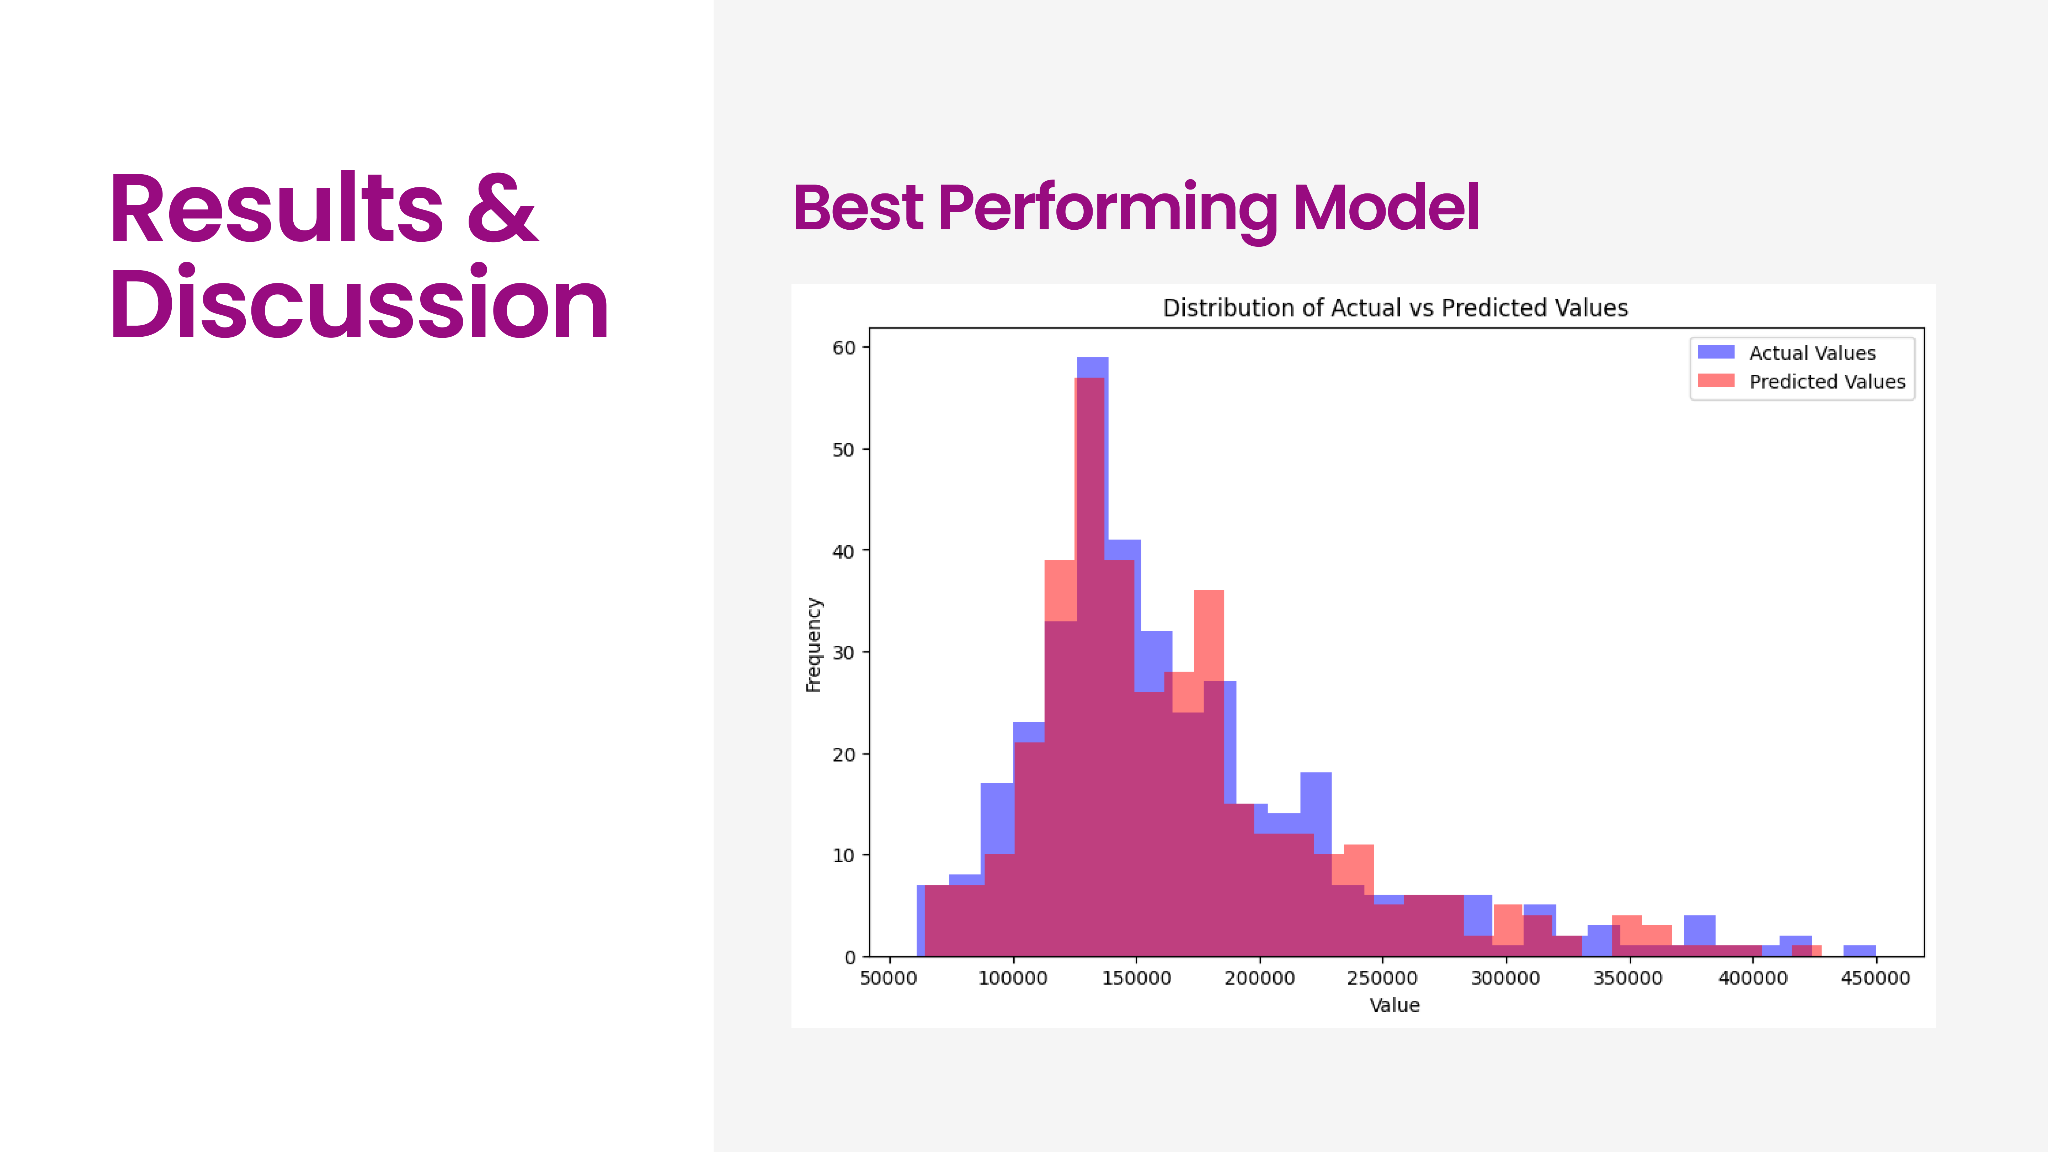 Results &
Discussion
Best Performing Model
Distribution of Actual vs Predicted Values
Actual Values
Predicted Values
60
50
40
30
20
10
0
Frequency
50000 100000 150000 200000 250000 300000 350000 400000 450000
Value